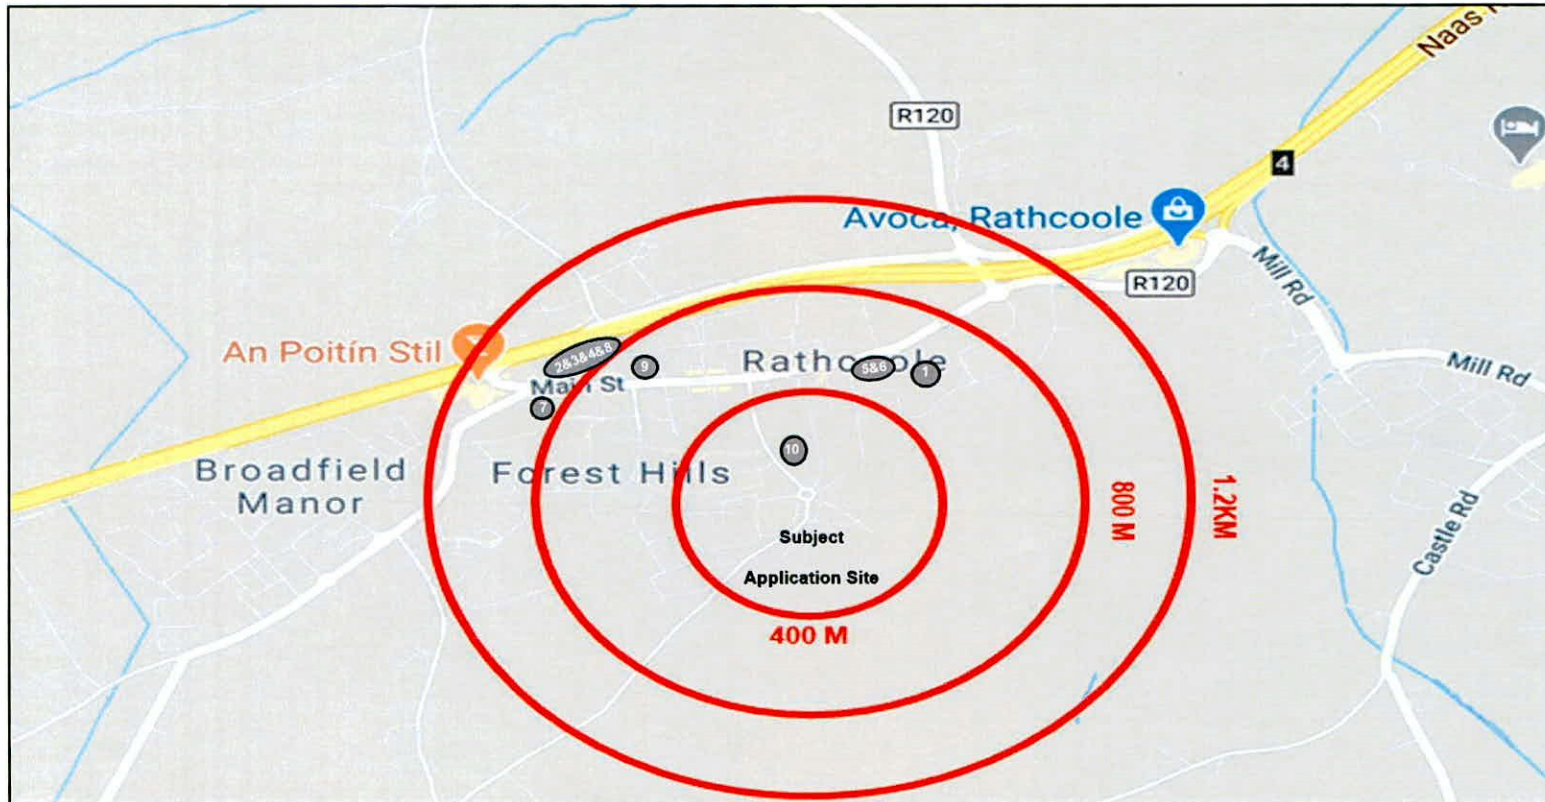 Naas R
R120
4
Avoca, Rathcoole
R120
Mill Rd
An Poitín Stil
2&3&4&8
9
Rathcoole
5&6
1
Main St
Mill Rd
7
10
Broadfield
Manor
Forest Hills
800 M
1.2KM
Castle Rd
Subject
Application Site
400 M